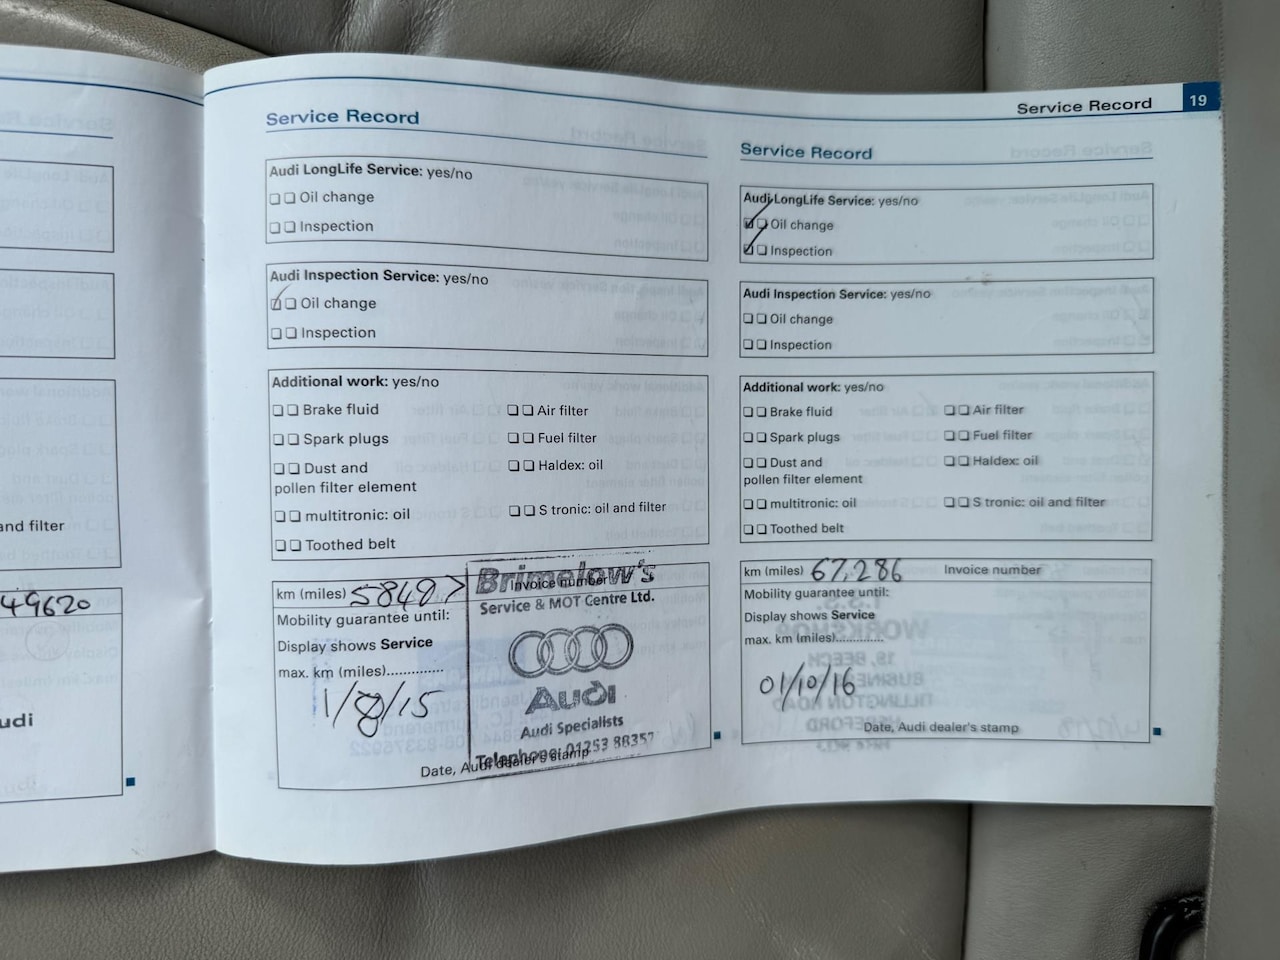 Service Record 19
and filter
49620
udi
Service Record
Audi LongLife Service: yes/no
Oil change
Inspection
Audi Inspection Service: yes/no
Oil change
Inspection
Additional work: yes/no
Brake fluid
Air filter
Spark plugs
Fuel filter
Dust and
pollen filter element
Haldex: oil
multitronic: oil
S tronic: oil and filter
Toothed belt
km (miles) 58487
Invoice number
Mobility guarantee until:
Display shows Service
max. km (miles)..............
1/8/15
Brimelow's
Service & MOT Centre Ltd.
Audi
Audi Specialists
Telephone: 01253 88357
Date, Audi dealer's stamp
Service Record
Audi LongLife Service: yes/no
Oil change
Inspection
Audi Inspection Service: yes/no
Oil change
Inspection
Additional work: yes/no
Brake fluid
Air filter
Spark plugs
Fuel filter
Dust and
pollen filter element
Haldex: oil
multitronic: oil
S tronic: oil and filter
Toothed belt
km (miles) 67,286 Invoice number
Mobility guarantee until:
Display shows Service
max. km (miles).............
01/10/16
Date, Audi dealer's stamp